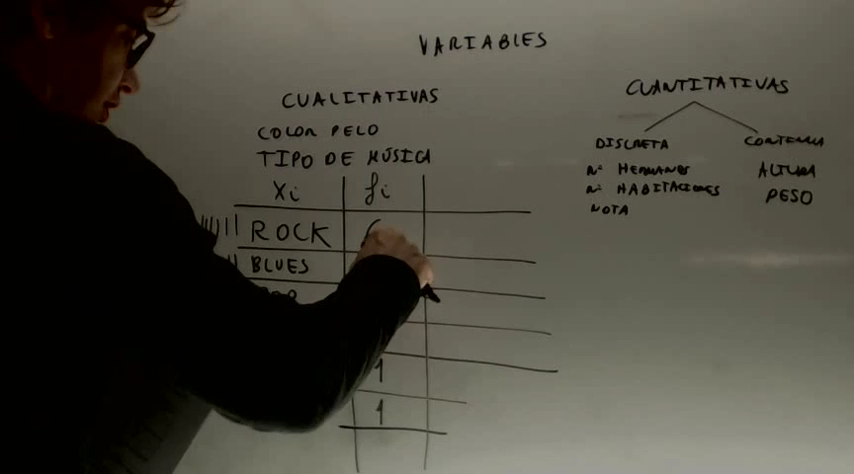 VARIABLES
CUALITATIVAS
COLOR PELO
TIPO DE MÚSICA
Xi fi
ROCK
BLUES
1
1
CUANTITATIVAS
DISCRETA
Nº HERMANOS
Nº HABITACIONES
NOTA
CONTINUA
ALTURA
PESO